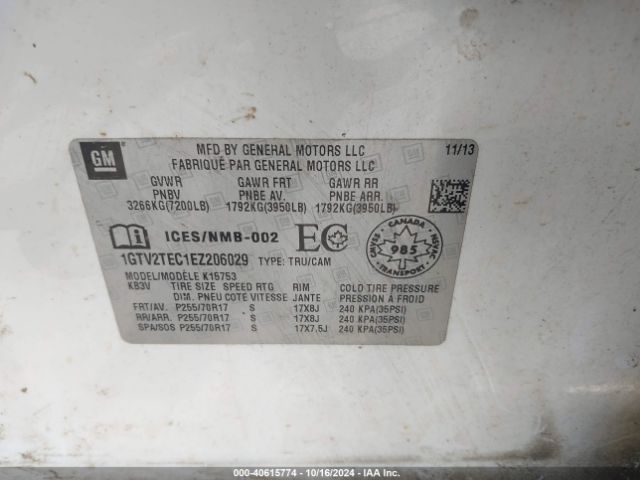 GM
MFD BY GENERAL MOTORS LLC 11/13
FABRIQUÉ PAR GENERAL MOTORS LLC
GVWR GAWR FRT GAWR RR
PNBV PNBE AV. PNBE ARR.
3266KG(7200LB) 1792KG(3950LB) 1792KG(3950LB)
ICES/NMB-002 EC
CANADA
CMVSS 985 NSVAC
TRANSPORT
1GTV2TEC1EZ206029 TYPE: TRU/CAM
MODEL/MODÈLE K15753
KB3V TIRE SIZE SPEED RTG RIM COLD TIRE PRESSURE
DIM. PNEU COTE VITESSE JANTE PRESSION À FROID
FRT/AV. P255/70R17 S 17X8J 240 KPA(35PSI)
RR/ARR. P255/70R17 S 17X8J 240 KPA(35PSI)
SPA/SOS P255/70R17 S 17X7.5J 240 KPA(35PSI)
000-40615774 | 10/16/2024 | IAA Inc.